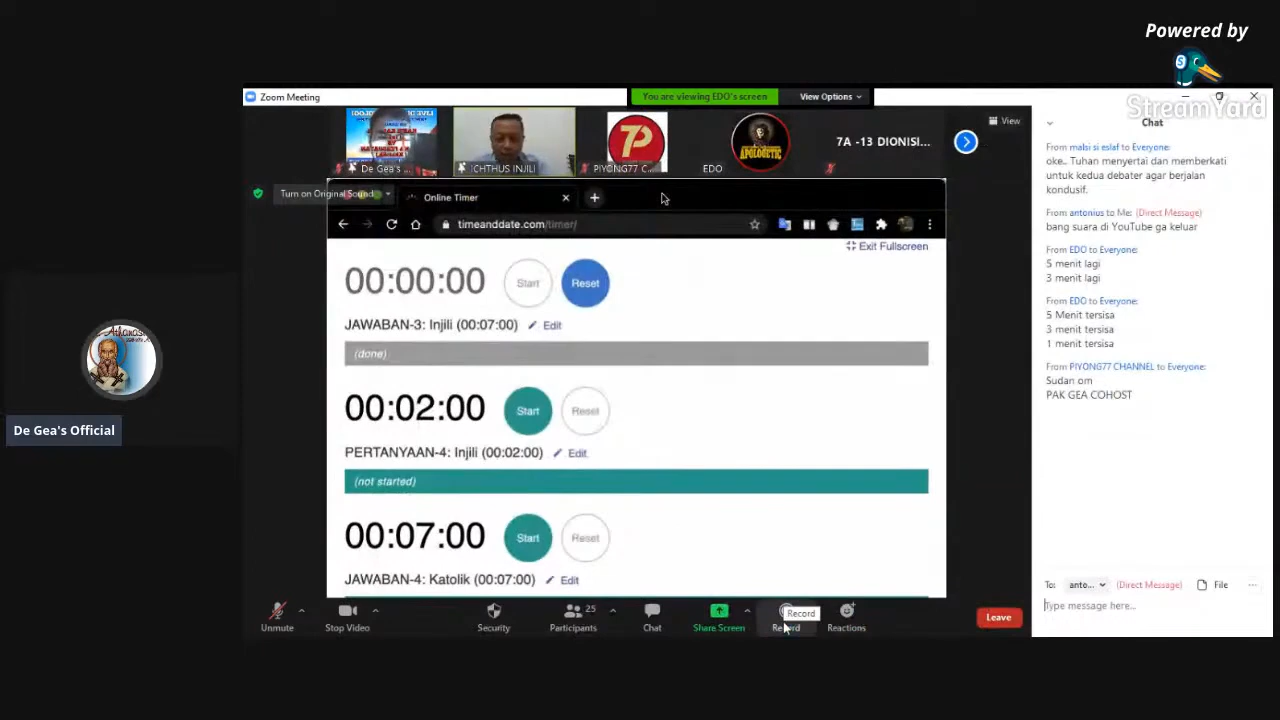 Powered by
S
StreamYard
Zoom Meeting
You are viewing EDO's screen
View Options
De Gea's ...
ICHTHUS INJILI
PIYONG77 C...
APOLOGETIC
EDO
7A -13 DIONISI...
View
Turn on Original Sound
Online Timer
timeanddate.com/timer/
Exit Fullscreen
00:00:00
Start
Reset
JAWABAN-3: Injili (00:07:00)
Edit
(done)
00:02:00
Start
Reset
PERTANYAAN-4: Injili (00:02:00)
Edit
(not started)
00:07:00
Start
Reset
JAWABAN-4: Katolik (00:07:00)
Edit
Unmute
Stop Video
Security
25
Participants
Chat
Share Screen
Record
Record
Reactions
Leave
Chat
From malsi si eslaf to Everyone:
oke.. Tuhan menyertai dan memberkati
untuk kedua debater agar berjalan
kondusif.
From antonius to Me: (Direct Message)
bang suara di YouTube ga keluar
From EDO to Everyone:
5 menit lagi
3 menit lagi
From EDO to Everyone:
5 Menit tersisa
3 menit tersisa
1 menit tersisa
From PIYONG77 CHANNEL to Everyone:
Sudan om
PAK GEA COHOST
To: anto... (Direct Message) File
Type message here...
De Gea's Official